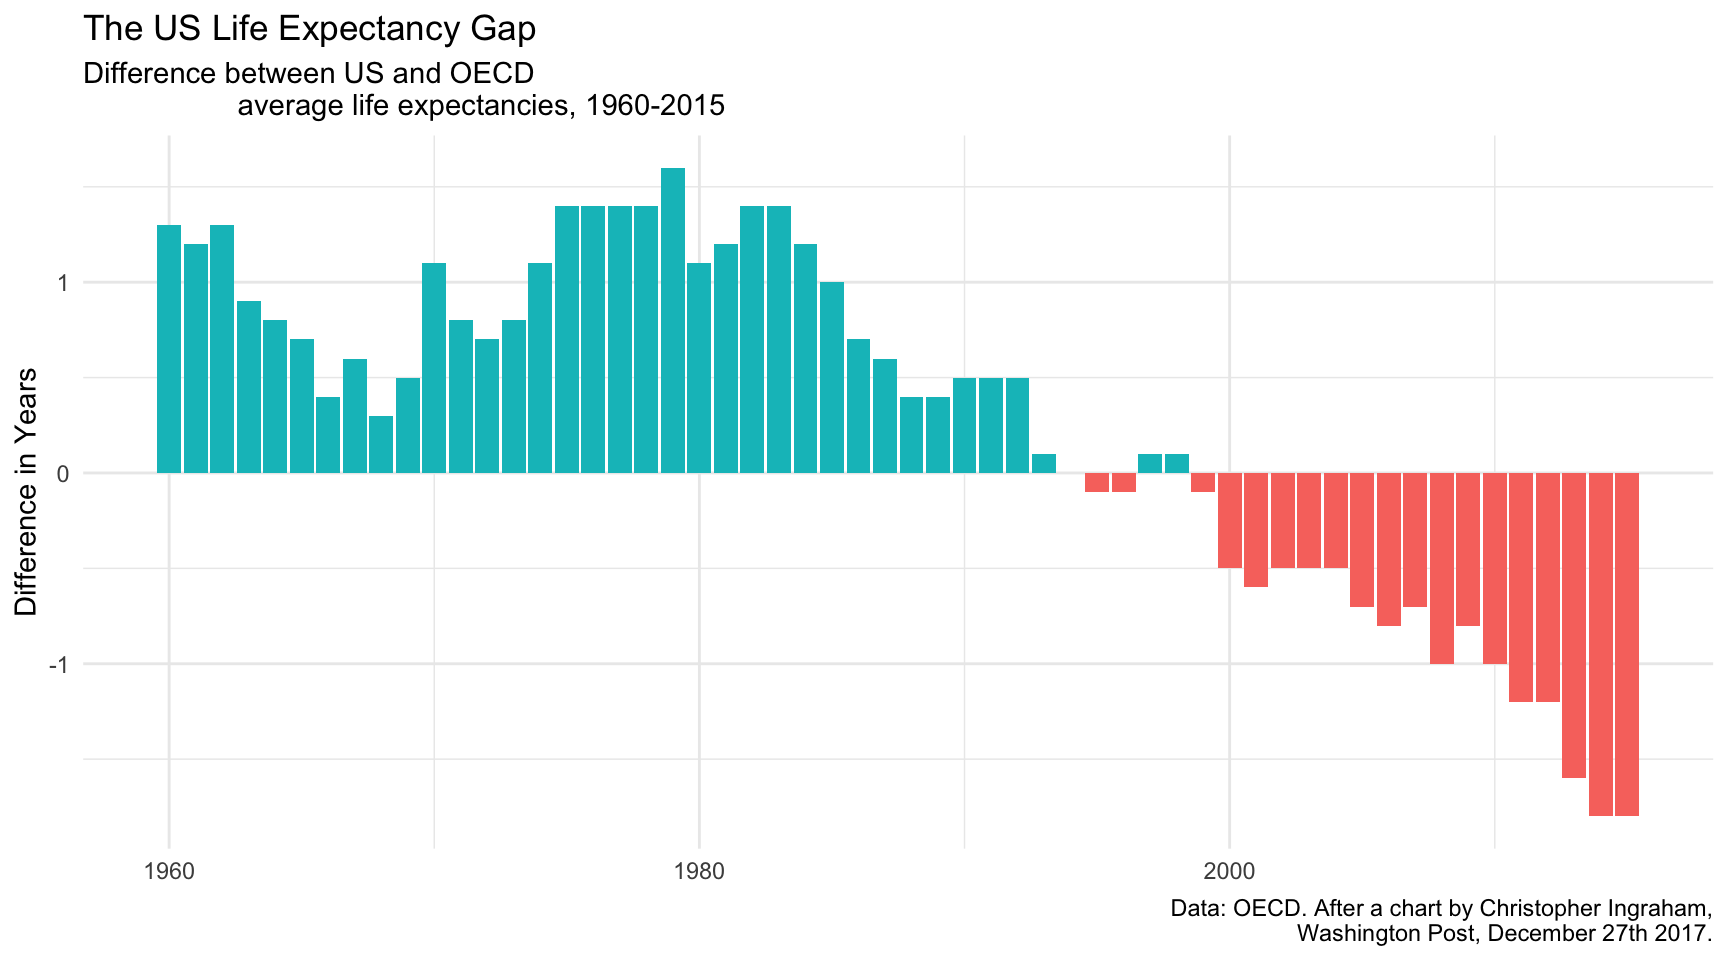 The US Life Expectancy Gap
Difference between US and OECD
average life expectancies, 1960-2015
Difference in Years
1
0
-1
1960
1980
2000
Data: OECD. After a chart by Christopher Ingraham,
Washington Post, December 27th 2017.